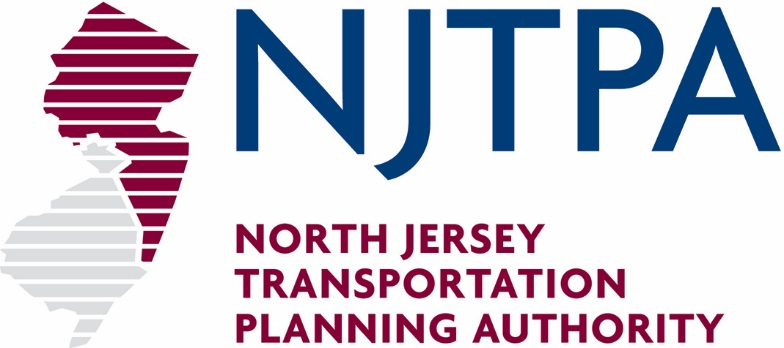 NJTPA
NORTH JERSEY
TRANSPORTATION
PLANNING AUTHORITY